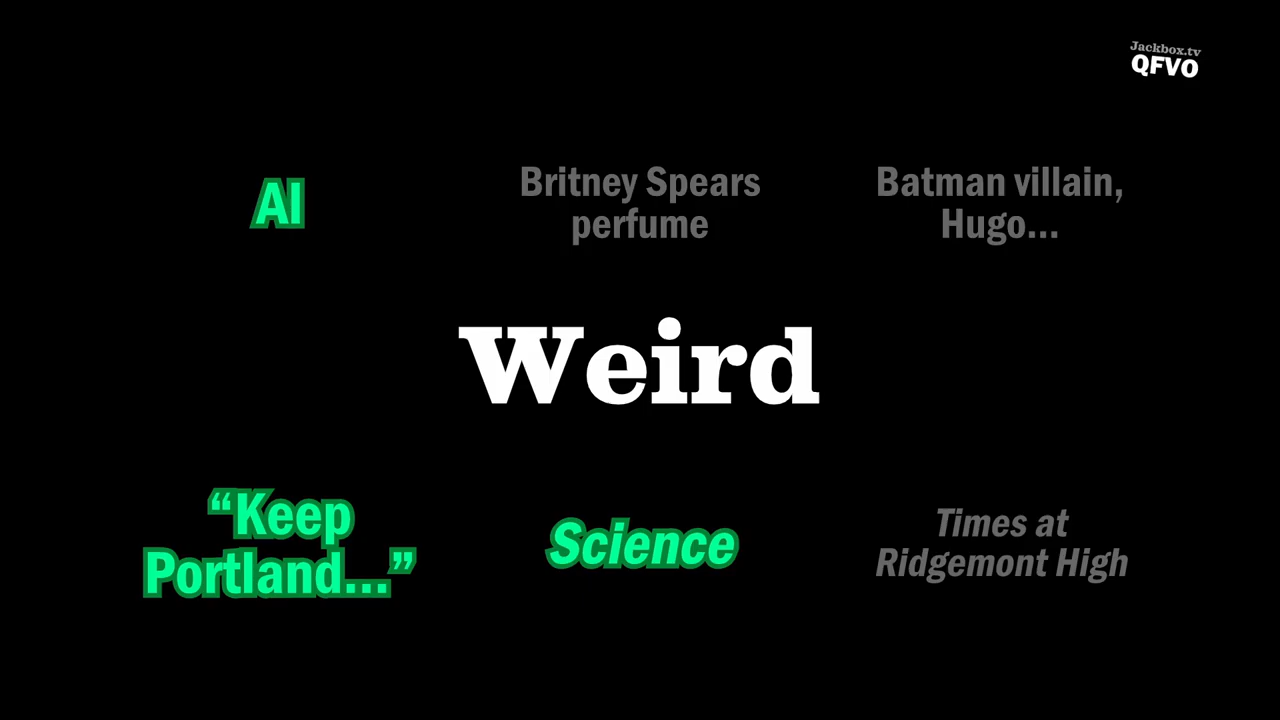 Jackbox.tv
QFVO
AI
Britney Spears
perfume
Batman villain,
Hugo...
Weird
“Keep
Portland...”
Science
Times at
Ridgemont High